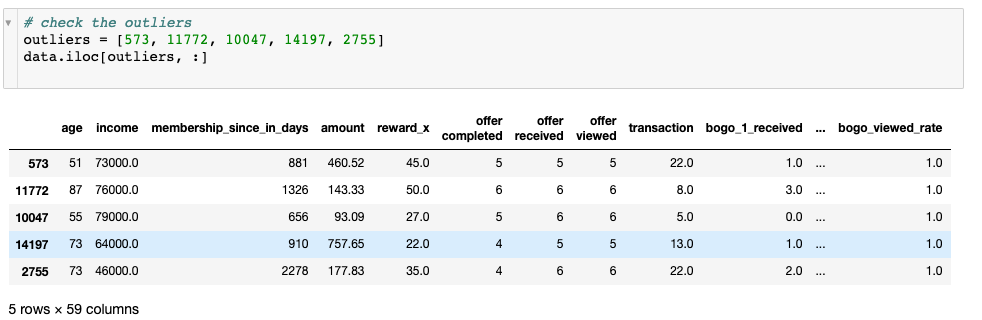 # check the outliers
outliers = [573, 11772, 10047, 14197, 2755]
data.iloc[outliers, :]
age income membership_since_in_days amount reward_x offer completed offer received offer viewed transaction bogo_1_received ... bogo_viewed_rate
573 51 73000.0 881 460.52 45.0 5 5 5 22.0 1.0 ... 1.0
11772 87 76000.0 1326 143.33 50.0 6 6 6 8.0 3.0 ... 1.0
10047 55 79000.0 656 93.09 27.0 5 6 6 5.0 0.0 ... 1.0
14197 73 64000.0 910 757.65 22.0 4 5 5 13.0 1.0 ... 1.0
2755 73 46000.0 2278 177.83 35.0 4 6 6 22.0 2.0 ... 1.0
5 rows × 59 columns